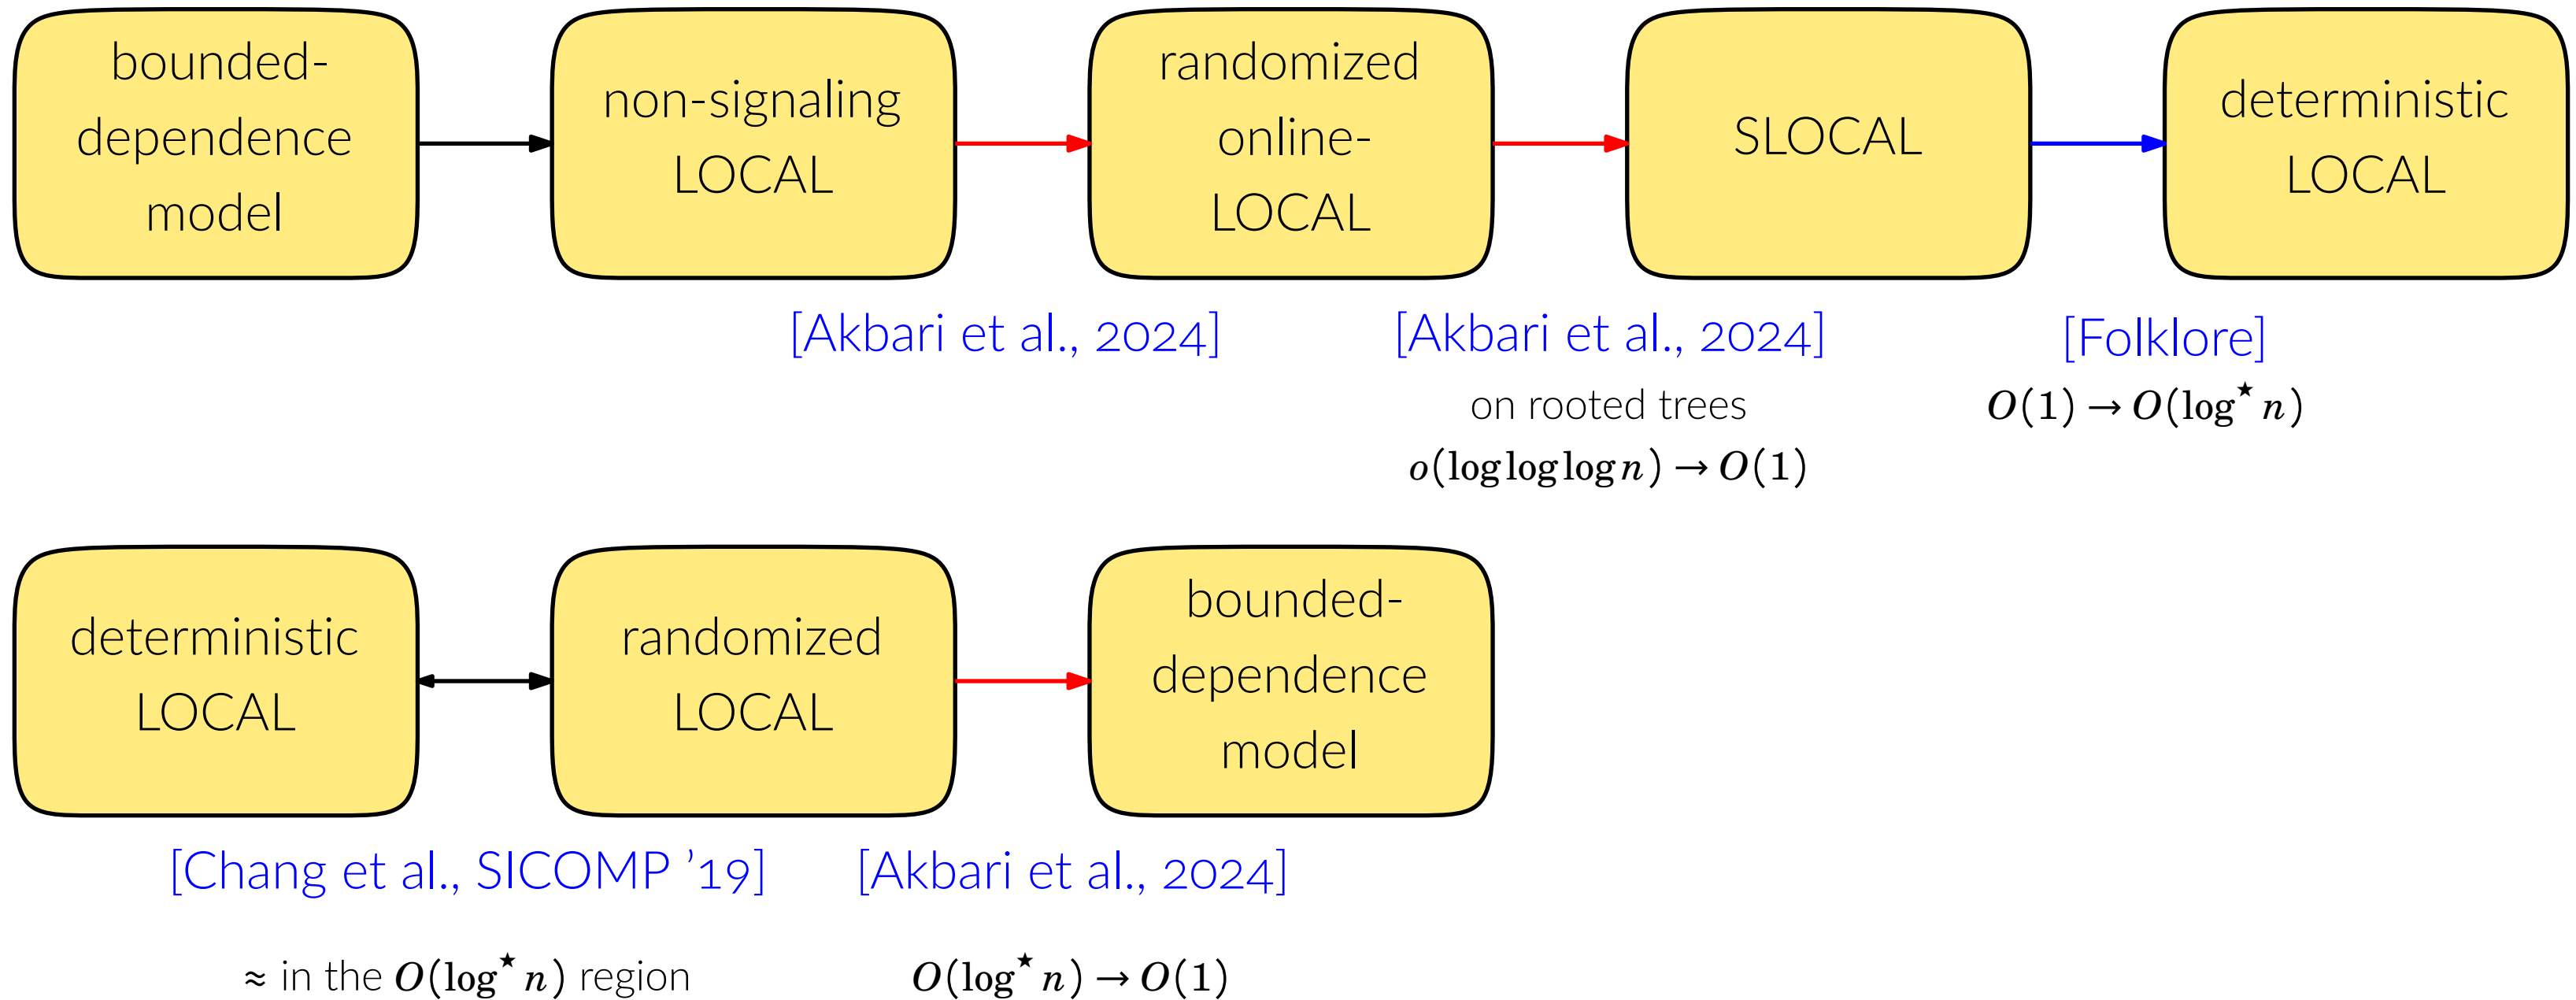 bounded-
dependence
model
non-signaling
LOCAL
randomized
online-
LOCAL
SLOCAL
deterministic
LOCAL
[Akbari et al., 2024]
[Akbari et al., 2024]
on rooted trees
o(log log log n) → O(1)
[Folklore]
O(1) → O(log★ n)
deterministic
LOCAL
randomized
LOCAL
bounded-
dependence
model
[Chang et al., SICOMP ’19]
≈ in the O(log★ n) region
[Akbari et al., 2024]
O(log★ n) → O(1)